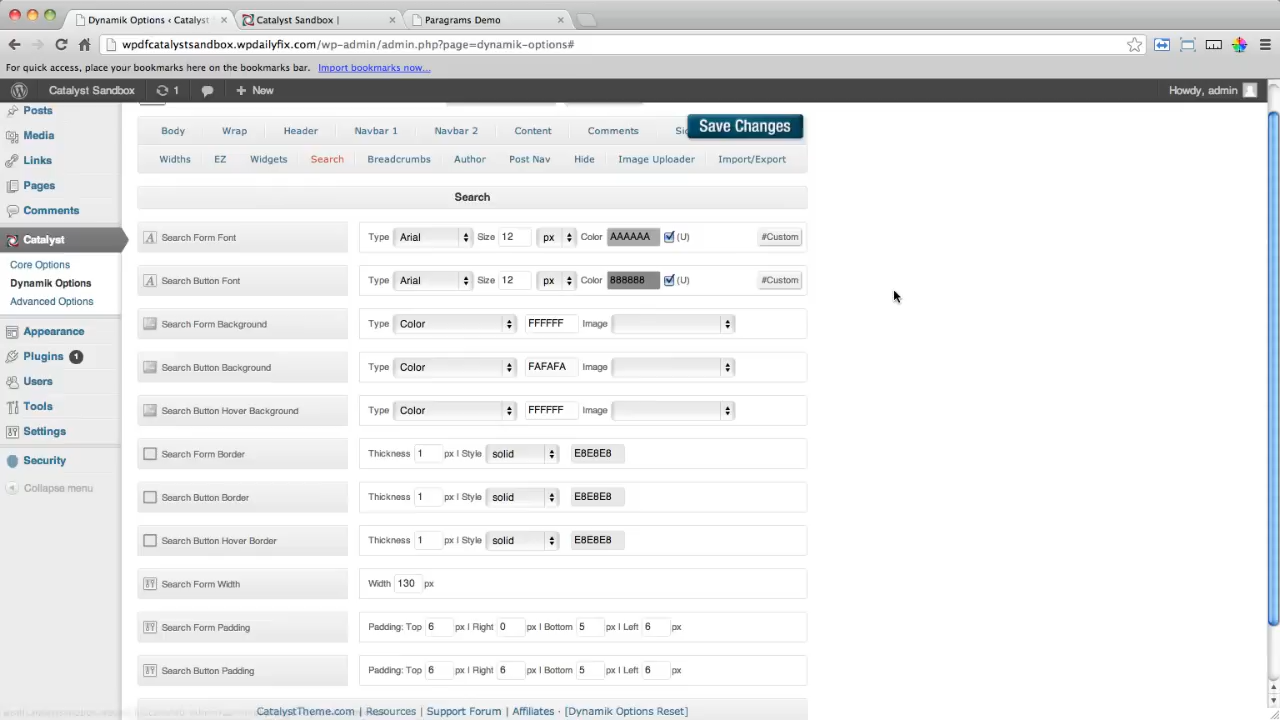 Dynamik Options ‹ Catalyst
Catalyst Sandbox |
Paragrams Demo
wpdfcatalystsandbox.wpdailyfix.com/wp-admin/admin.php?page=dynamik-options#
For quick access, place your bookmarks here on the bookmarks bar. Import bookmarks now...
Catalyst Sandbox 1 + New Howdy, admin
Posts
Media
Links
Pages
Comments
Catalyst
Core Options
Dynamik Options
Advanced Options
Appearance
Plugins 1
Users
Tools
Settings
Security
Collapse menu
Body Wrap Header Navbar 1 Navbar 2 Content Comments Save Changes
Widths EZ Widgets Search Breadcrumbs Author Post Nav Hide Image Uploader Import/Export
Search
Search Form Font Type Arial Size 12 px Color AAAAAA (U) #Custom
Search Button Font Type Arial Size 12 px Color 888888 (U) #Custom
Search Form Background Type Color FFFFFF Image
Search Button Background Type Color FAFAFA Image
Search Button Hover Background Type Color FFFFFF Image
Search Form Border Thickness 1 px | Style solid E8E8E8
Search Button Border Thickness 1 px | Style solid E8E8E8
Search Button Hover Border Thickness 1 px | Style solid E8E8E8
Search Form Width Width 130 px
Search Form Padding Padding: Top 6 px | Right 0 px | Bottom 5 px | Left 6 px
Search Button Padding Padding: Top 6 px | Right 6 px | Bottom 5 px | Left 6 px
CatalystTheme.com | Resources | Support Forum | Affiliates · [Dynamik Options Reset]